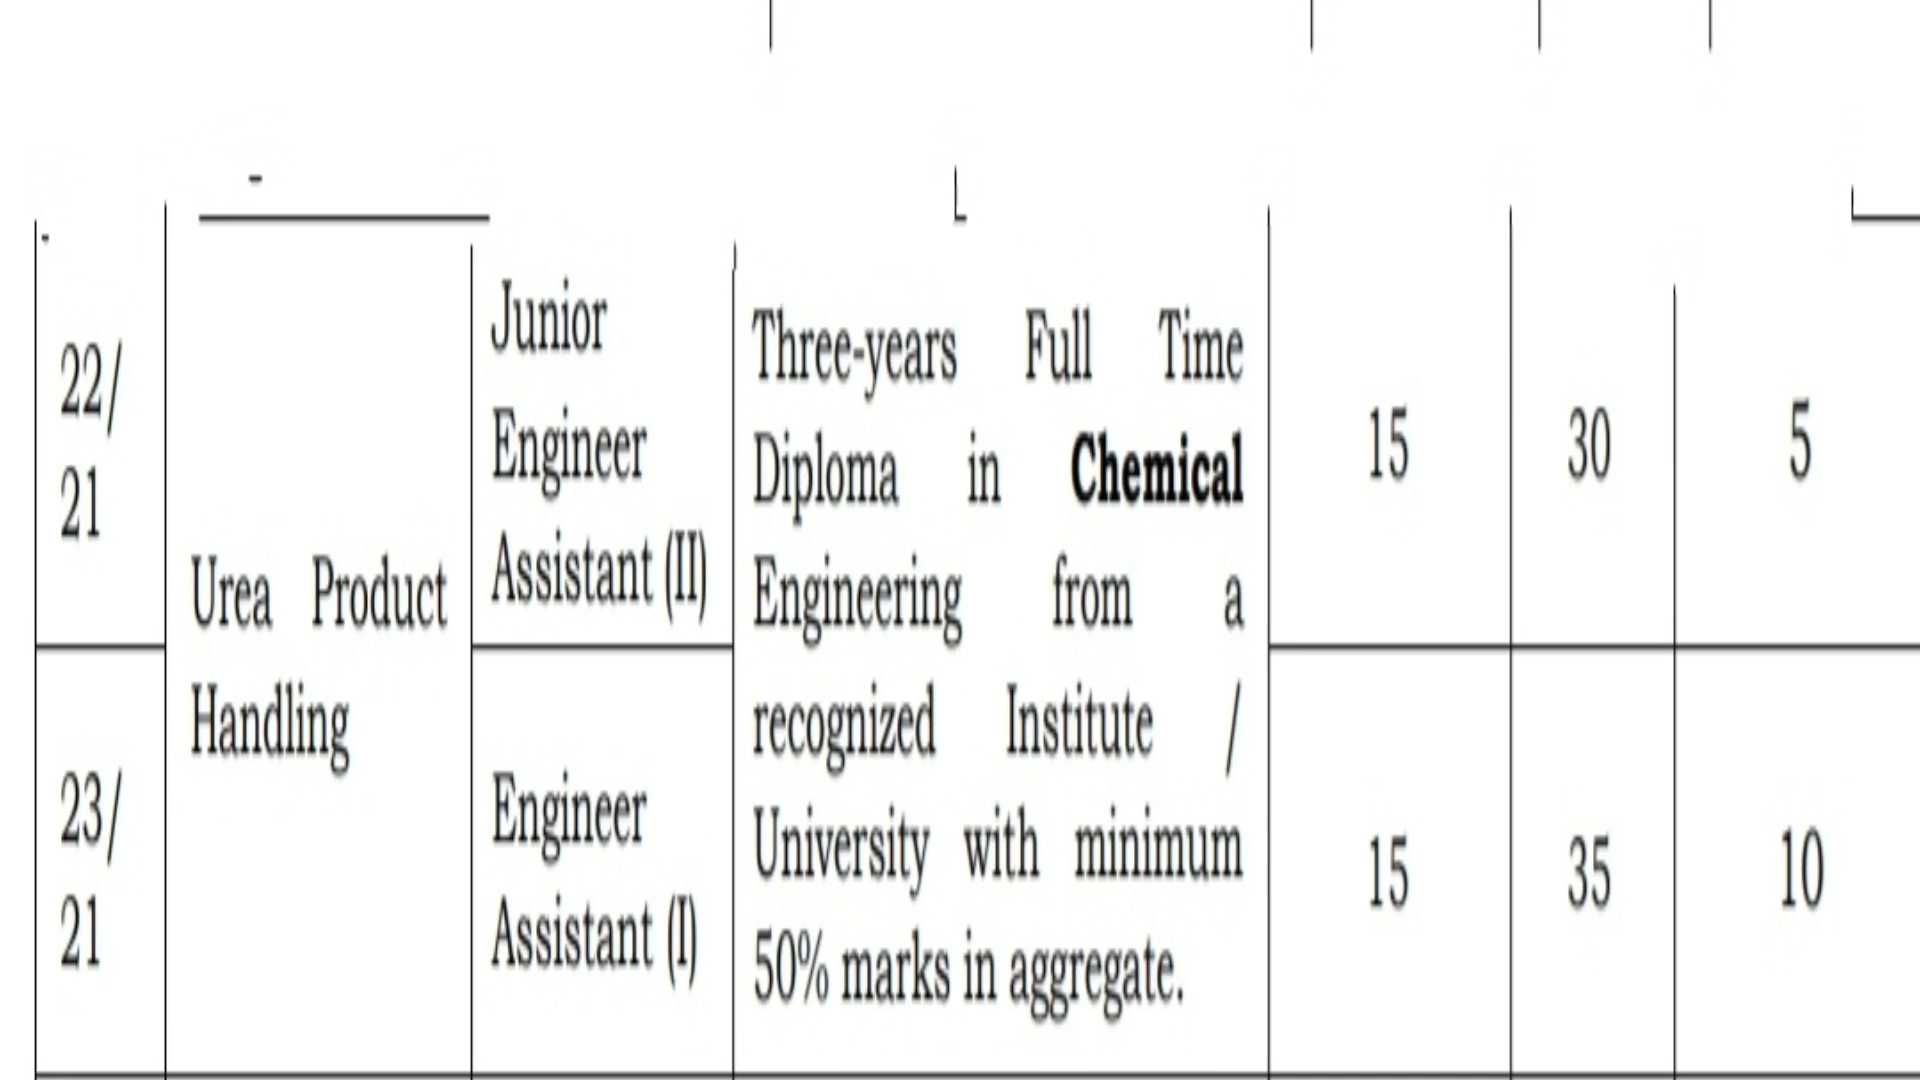 22/
21
Urea Product
Handling
Junior
Engineer
Assistant (II)
Three-years Full Time
Diploma in Chemical
Engineering from a
recognized Institute /
University with minimum
50% marks in aggregate.
15
30
5
23/
21
Engineer
Assistant (I)
15
35
10